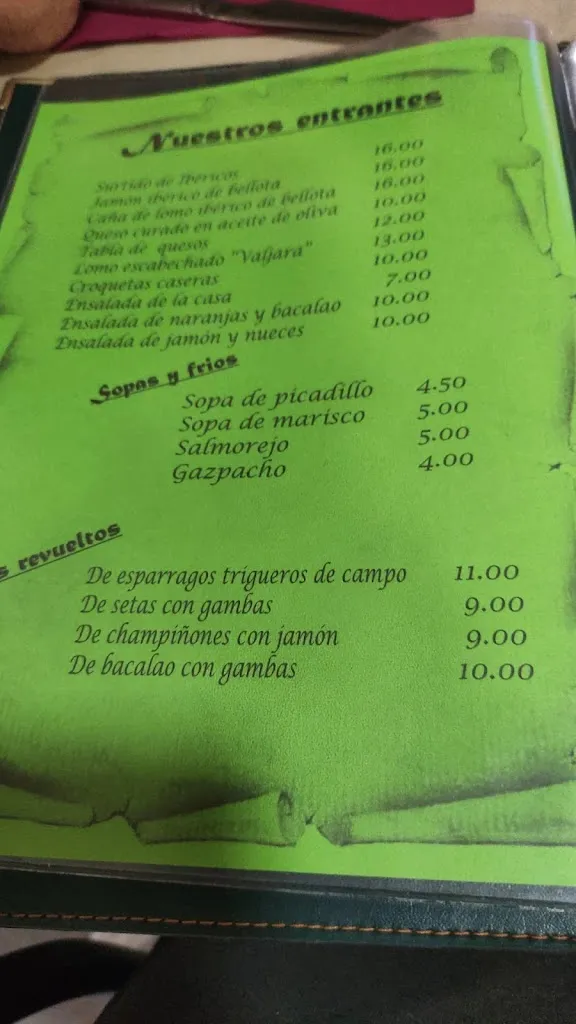 Nuestros entrantes
Surtido de Ibéricos 16.00
Jamón ibérico de bellota 16.00
Caña de lomo ibérico de bellota 16.00
Queso curado en aceite de oliva 10.00
Tabla de quesos 12.00
Lomo escabechado "Valjara" 13.00
Croquetas caseras 10.00
Ensalada de la casa 7.00
Ensalada de naranjas y bacalao 10.00
Ensalada de jamón y nueces 10.00
Sopas y frios
Sopa de picadillo 4.50
Sopa de marisco 5.00
Salmorejo 5.00
Gazpacho 4.00
s revueltos
De esparragos trigueros de campo 11.00
De setas con gambas 9.00
De champiñones con jamón 9.00
De bacalao con gambas 10.00